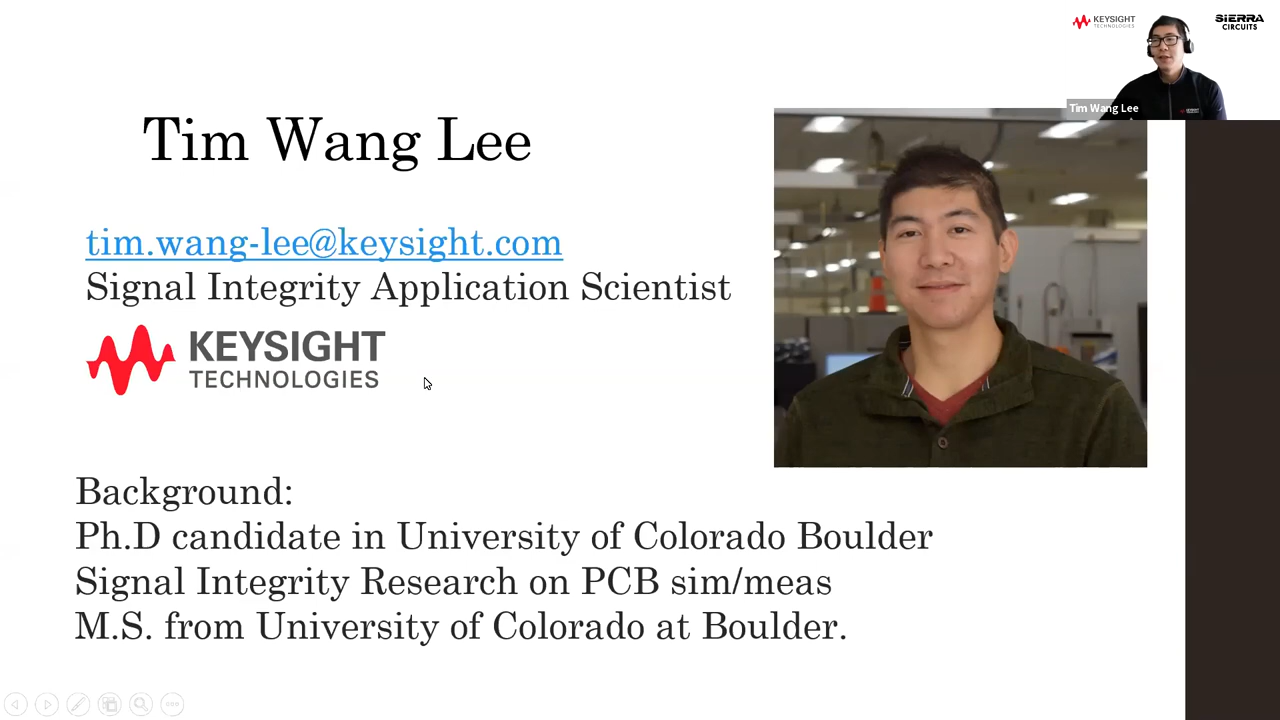 KEYSIGHT
TECHNOLOGIES
SIERRA
CIRCUITS
Tim Wang Lee
Tim Wang Lee
tim.wang-lee@keysight.com
Signal Integrity Application Scientist
KEYSIGHT
TECHNOLOGIES
Background:
Ph.D candidate in University of Colorado Boulder
Signal Integrity Research on PCB sim/meas
M.S. from University of Colorado at Boulder.